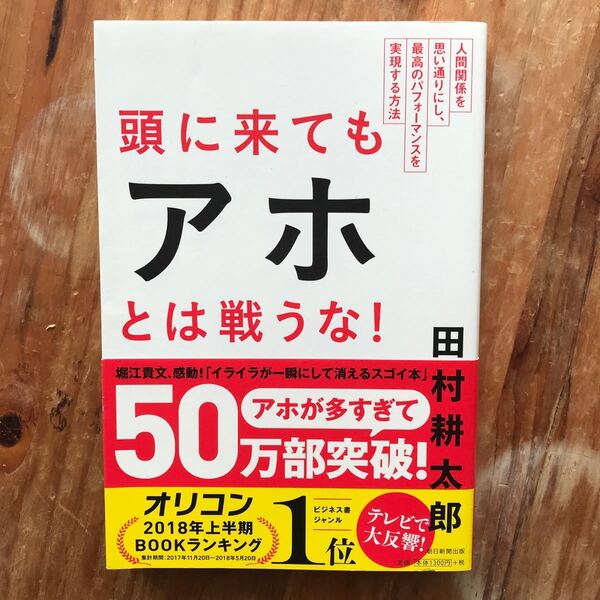 人間関係を
思い通りにし、
最高のパフォーマンスを
実現する方法
頭に来ても
アホ
とは戦うな!
田村耕太郎
堀江貴文、感動!「イライラが一瞬にして消えるスゴイ本」
アホが多すぎて
50万部突破!
オリコン
2018年上半期
BOOKランキング
集計期間:2017年11月20日~2018年5月20日
ビジネス書
ジャンル
1位
テレビで
大反響!
朝日新聞出版
定価 本体1300円 +税